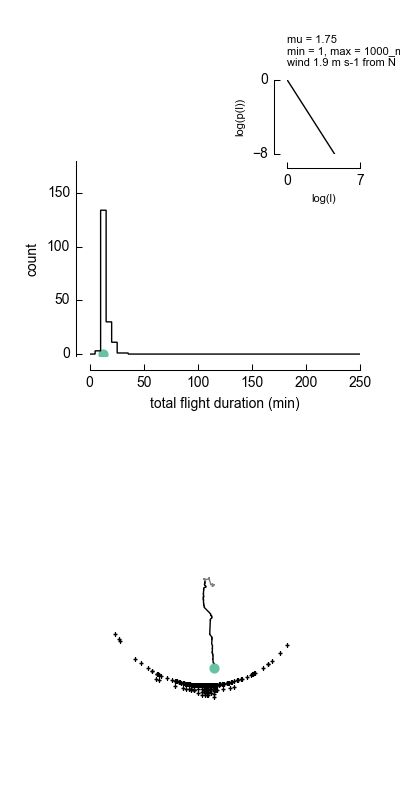 mu = 1.75
min = 1, max = 1000_m
wind 1.9 m s-1 from N
0
log(p(l))
−8
0 7
log(l)
150
100
count
50
0
0 50 100 150 200 250
total flight duration (min)